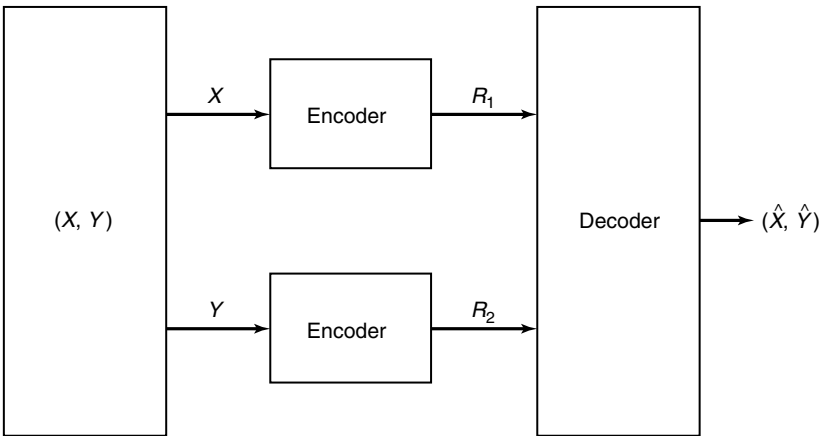 X
R₁
Encoder
(X, Y)
Decoder
(X̂, Ŷ)
Y
R₂
Encoder